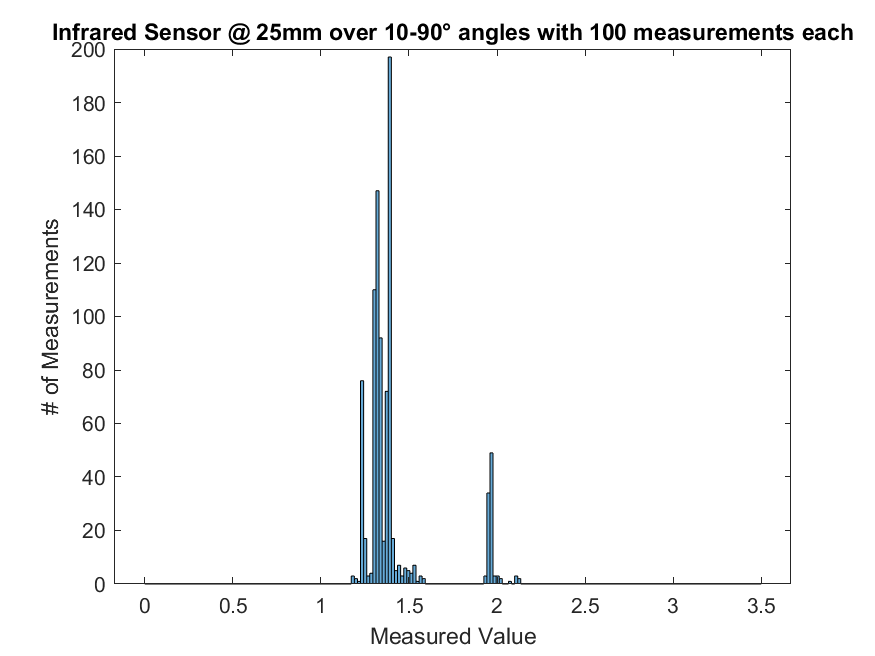 Infrared Sensor @ 25mm over 10-90° angles with 100 measurements each
200
180
160
140
120
100
80
60
40
20
0
# of Measurements
0 0.5 1 1.5 2 2.5 3 3.5
Measured Value